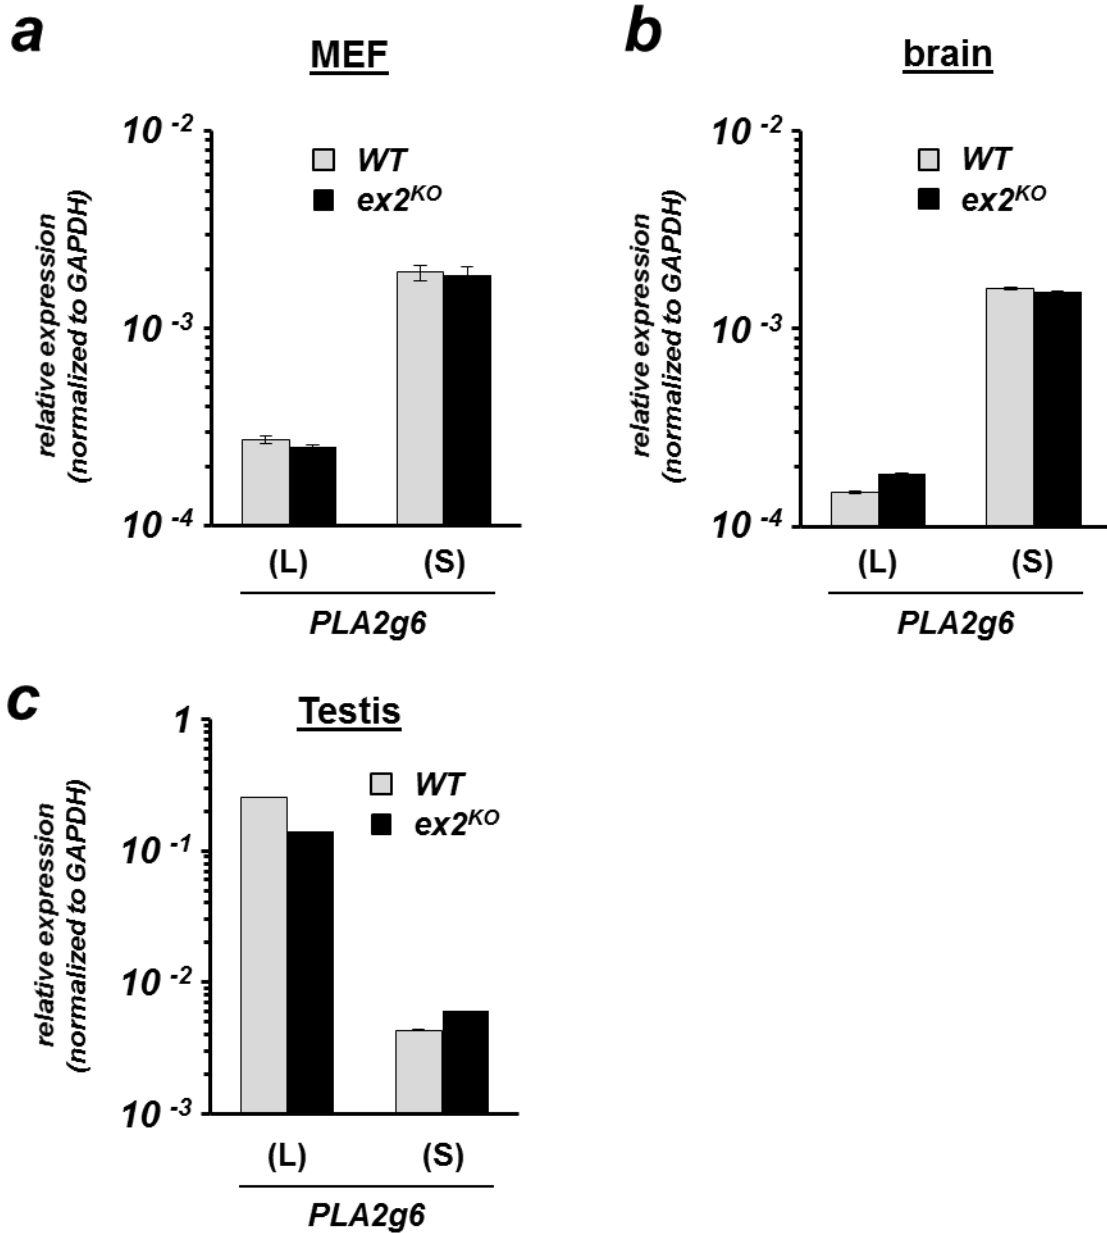 a
MEF
10 -2
WT
ex2KO
10 -3
10 -4
relative expression
(normalized to GAPDH)
(L) (S)
PLA2g6
b
brain
10 -2
WT
ex2KO
10 -3
10 -4
relative expression
(normalized to GAPDH)
(L) (S)
PLA2g6
c
Testis
1
WT
ex2KO
10 -1
10 -2
10 -3
relative expression
(normalized to GAPDH)
(L) (S)
PLA2g6